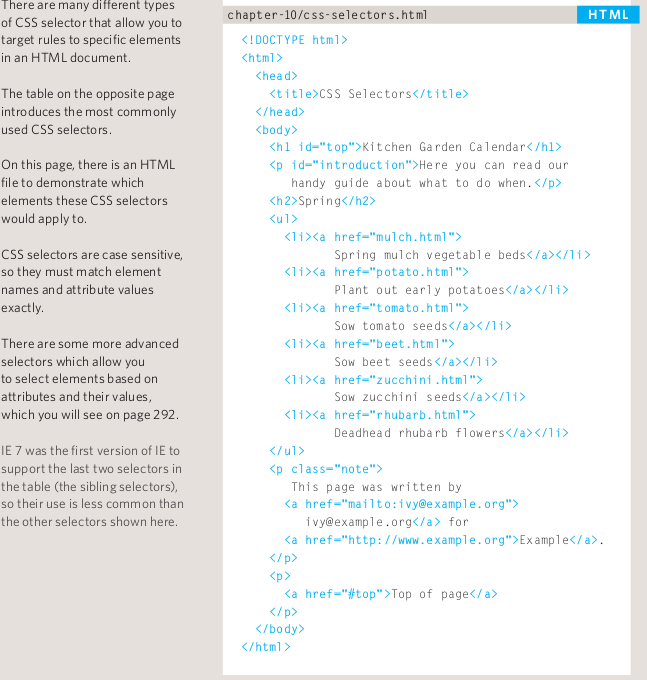 There are many different types
of CSS selector that allow you to
target rules to specific elements
in an HTML document.
The table on the opposite page
introduces the most commonly
used CSS selectors.
On this page, there is an HTML
file to demonstrate which
elements these CSS selectors
would apply to.
CSS selectors are case sensitive,
so they must match element
names and attribute values
exactly.
There are some more advanced
selectors which allow you
to select elements based on
attributes and their values,
which you will see on page 292.
IE 7 was the first version of IE to
support the last two selectors in
the table (the sibling selectors),
so their use is less common than
the other selectors shown here.
chapter-10/css-selectors.html HTML
<!DOCTYPE html>
<html>
<head>
<title>CSS Selectors</title>
</head>
<body>
<h1 id="top">Kitchen Garden Calendar</h1>
<p id="introduction">Here you can read our
handy guide about what to do when.</p>
<h2>Spring</h2>
<ul>
<li><a href="mulch.html">
Spring mulch vegetable beds</a></li>
<li><a href="potato.html">
Plant out early potatoes</a></li>
<li><a href="tomato.html">
Sow tomato seeds</a></li>
<li><a href="beet.html">
Sow beet seeds</a></li>
<li><a href="zucchini.html">
Sow zucchini seeds</a></li>
<li><a href="rhubarb.html">
Deadhead rhubarb flowers</a></li>
</ul>
<p class="note">
This page was written by
<a href="mailto:ivy@example.org">
ivy@example.org</a> for
<a href="http://www.example.org">Example</a>.
</p>
<p>
<a href="#top">Top of page</a>
</p>
</body>
</html>